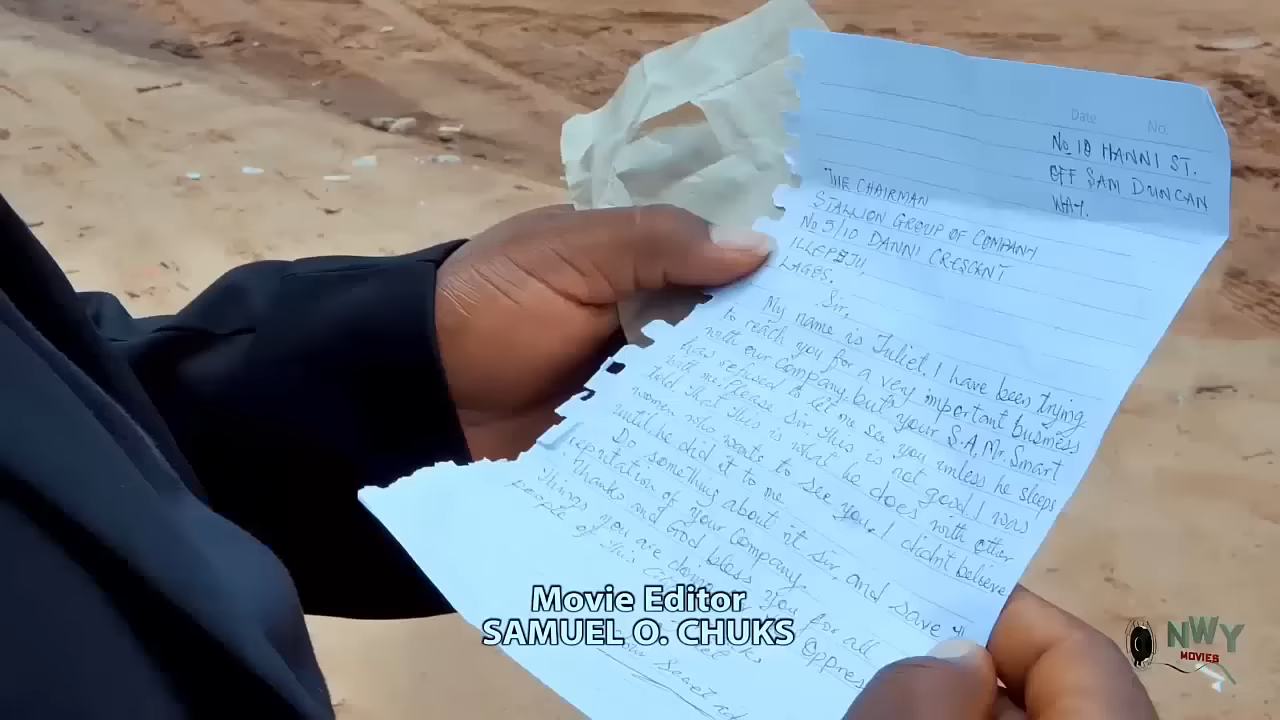 Date No.
No 18 HANNI ST.
OFF SAM DUNCAN
WAY.
THE CHAIRMAN
STALLION GROUP OF COMPANY
No 5/10 DANNI CRESCENT
ILLEPEJU,
LAGOS.
Sir,
My name is Juliet. I have been trying
to reach you for a very important business
with our Company but your S.A. Mr. Smart
has refused to let me see you unless he sleeps
with me. Please sir this is not good. I was
told that this is what he does with other
women who wants to see you. I didn't believe
until he did it to me
Do something about it sir, and save
reputation of your Company.
Thanks and God bless you for all
things you are doing
people of this
Movie Editor
SAMUEL O. CHUKS
NWY
MOVIES